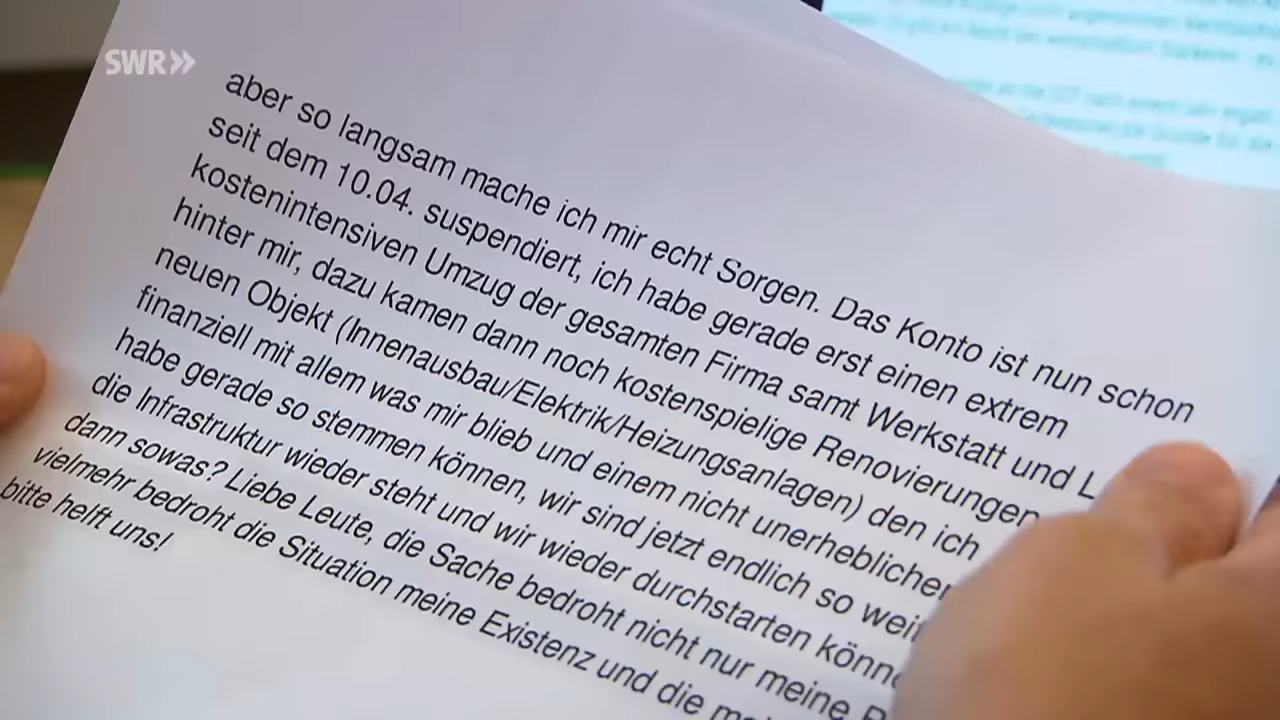 SWR
aber so langsam mache ich mir echt Sorgen. Das Konto ist nun schon
seit dem 10.04. suspendiert, ich habe gerade erst einen extrem
kostenintensiven Umzug der gesamten Firma samt Werkstatt und L
hinter mir, dazu kamen dann noch kostenspielige Renovierungen
neuen Objekt (Innenausbau/Elektrik/Heizungsanlagen) den ich
finanziell mit allem was mir blieb und einem nicht unerhebliche
habe gerade so stemmen können, wir sind jetzt endlich so wei
die Infrastruktur wieder steht und wir wieder durchstarten könn
dann sowas? Liebe Leute, die Sache bedroht nicht nur meine
vielmehr bedroht die Situation meine Existenz und die
bitte helft uns!